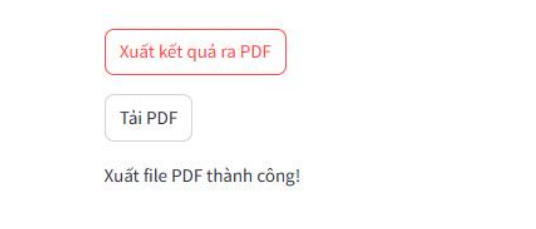 Xuất kết quả ra PDF
Tải PDF
Xuất file PDF thành công!